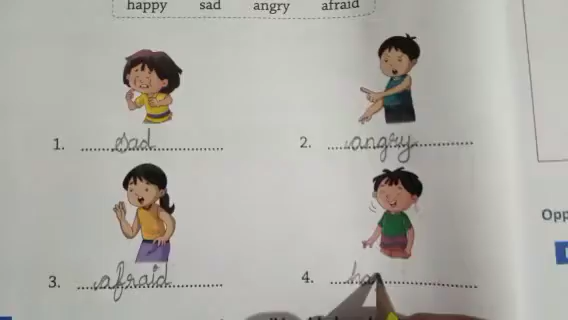 happy sad angry afraid
1. sad
2. angry
3. afraid
4. ha
Opp